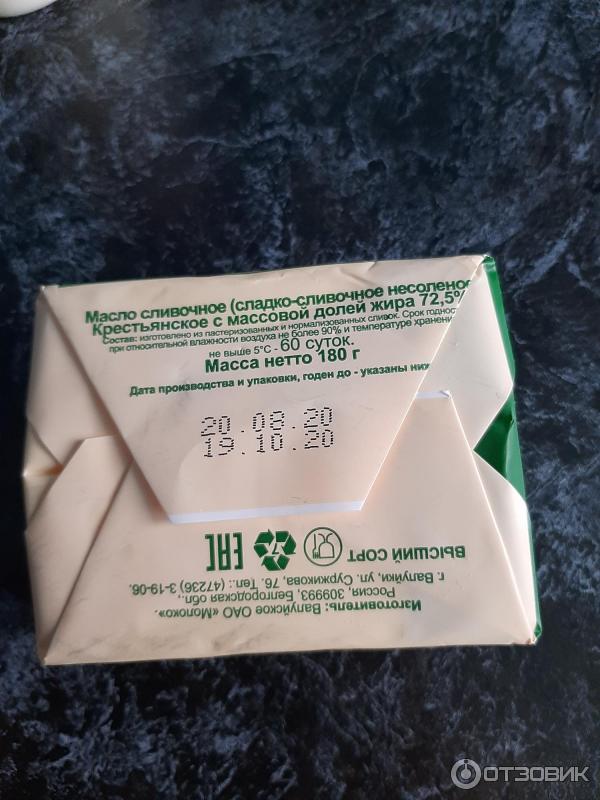 Масло сливочное (сладко-сливочное несоленое
Крестьянское с массовой долей жира 72,5%
Состав: изготовлено из пастеризованных и нормализованных сливок. Срок годност
при относительной влажности воздуха не более 90% и температуре хранени
не выше 5°С - 60 суток.
Масса нетто 180 г
Дата производства и упаковки, годен до - указаны ниж
20.08.20
19.10.20
Изготовитель: Валуйское ОАО «Молоко».
Россия, 309993, Белгородская обл.,
г. Валуйки, ул. Суржикова, 76. Тел.: (47236) 3-19-06.
ВЫСШИЙ СОРТ
EAC
ОТЗОВИК